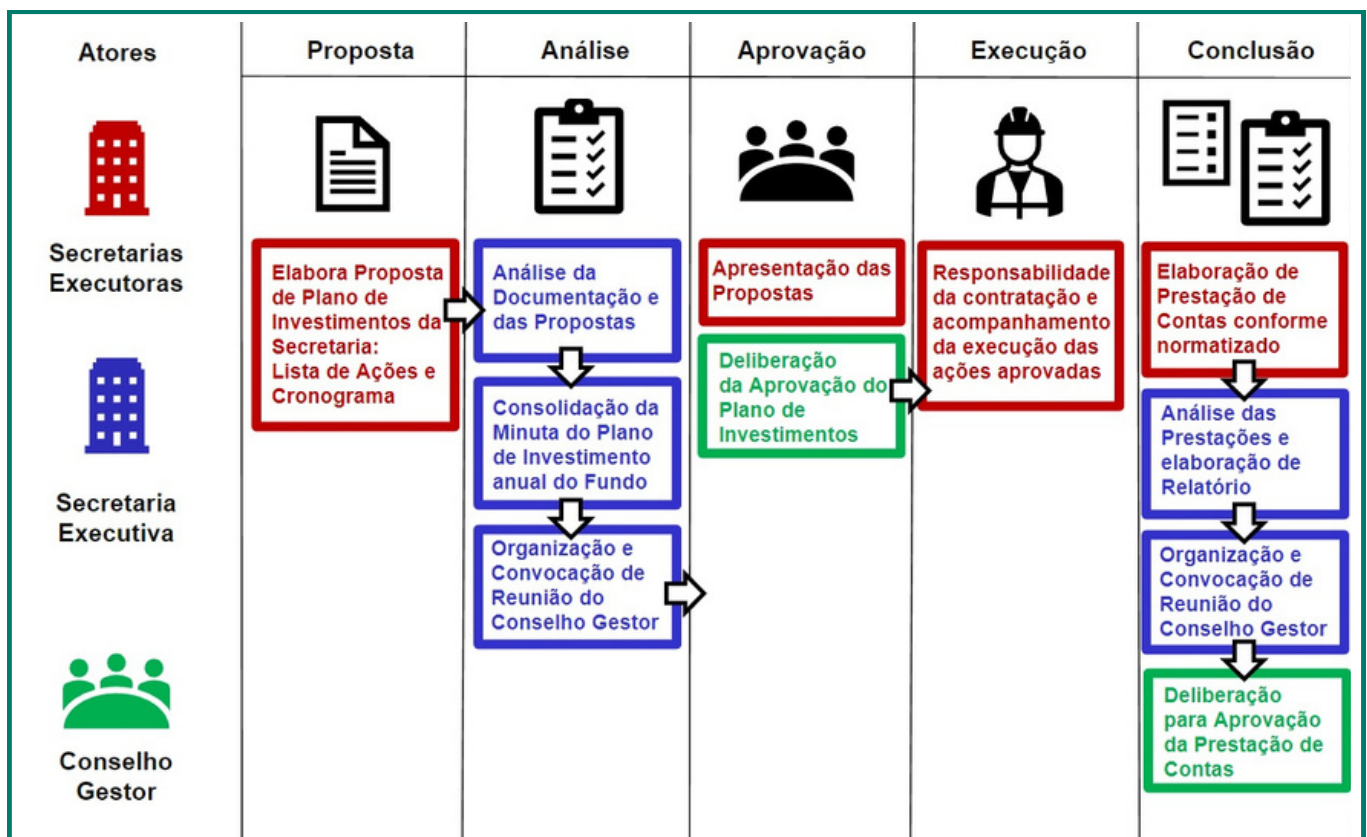 Atores
Proposta
Análise
Aprovação
Execução
Conclusão
Secretarias
Executoras
Secretaria
Executiva
Conselho
Gestor
Elabora Proposta
de Plano de
Investimentos da
Secretaria:
Lista de Ações e
Cronograma
Análise da
Documentação e
das Propostas
Consolidação da
Minuta do Plano
de Investimento
anual do Fundo
Organização e
Convocação de
Reunião do
Conselho Gestor
Apresentação das
Propostas
Deliberação
da Aprovação do
Plano de
Investimentos
Responsabilidade
da contratação e
acompanhamento
da execução das
ações aprovadas
Elaboração de
Prestação de
Contas conforme
normatizado
Análise das
Prestações e
elaboração de
Relatório
Organização e
Convocação de
Reunião do
Conselho Gestor
Deliberação
para Aprovação
da Prestação de
Contas